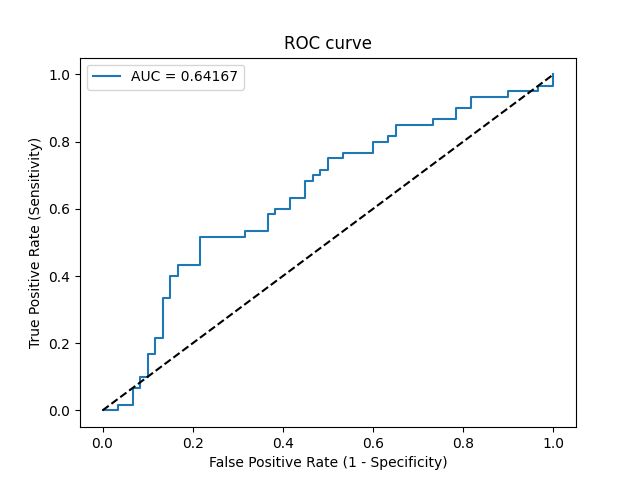 ROC curve
AUC = 0.64167
True Positive Rate (Sensitivity)
1.0
0.8
0.6
0.4
0.2
0.0
0.0 0.2 0.4 0.6 0.8 1.0
False Positive Rate (1 - Specificity)